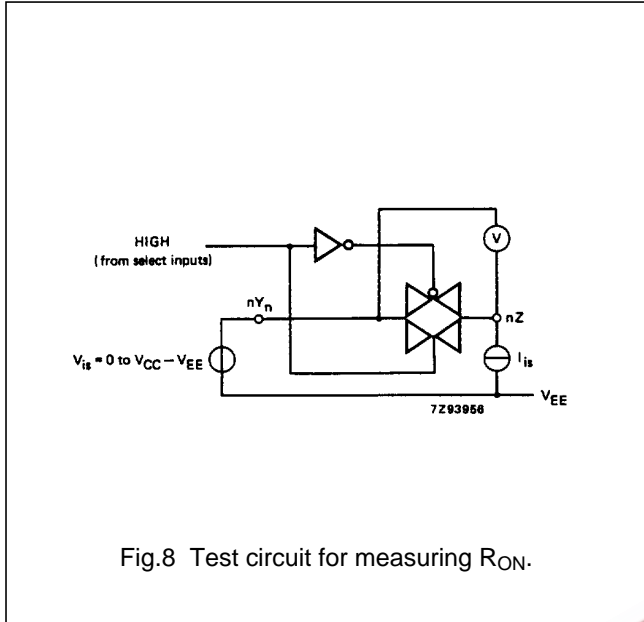 HIGH
(from select inputs)
V
nYn
nZ
Vis = 0 to VCC – VEE
Iis
VEE
7Z93956
Fig.8 Test circuit for measuring RON.